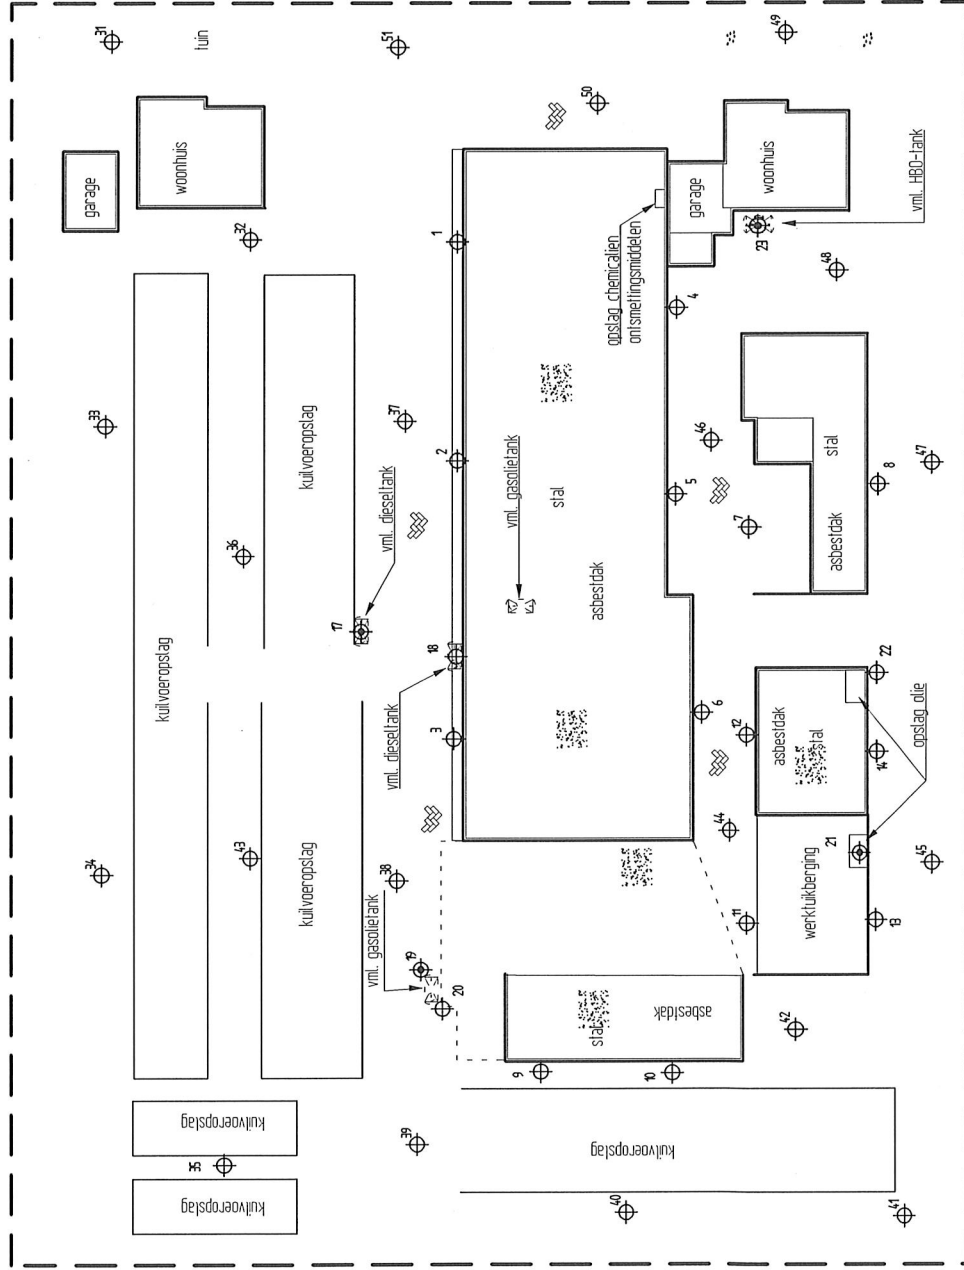 31
tuin
51
49
garage
woonhuis
50
32
1
opslag chemicalien
ontsmettingsmiddelen
garage
woonhuis
vml. HBO-tank
23
4
48
33
kuilvoeropslag
kuilvoeropslag
37
2
vml. dieseltank
vml. gasolietank
stal
5
46
7
stal
asbestdak
8
47
36
17
18
vml. dieseltank
asbestdak
3
6
12
asbestdak
stal
22
14
opslag olie
34
43
kuilvoeropslag
38
vml. gasolietank
19
20
44
11
werktuikberging
21
13
45
stal
asbestdak
42
9
10
kuilvoeropslag
35
kuilvoeropslag
39
kuilvoeropslag
40
41